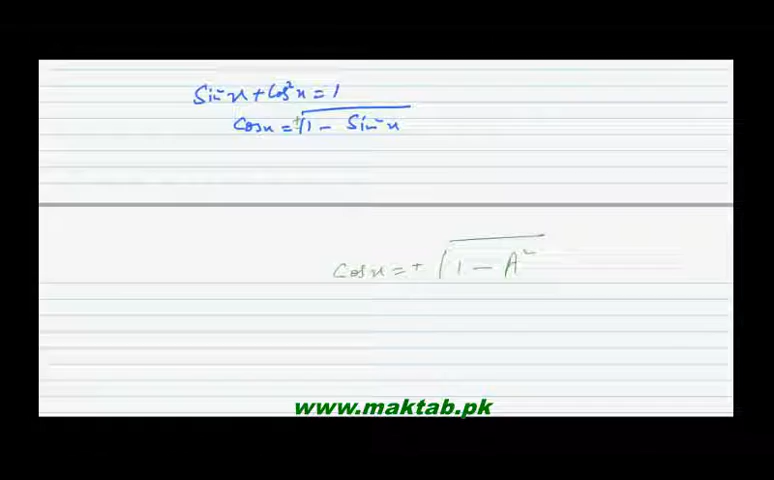 Sin²x + Cos²x = 1
Cosx = +√1 − Sin²x
Cosx = + √1 − A²
www.maktab.pk